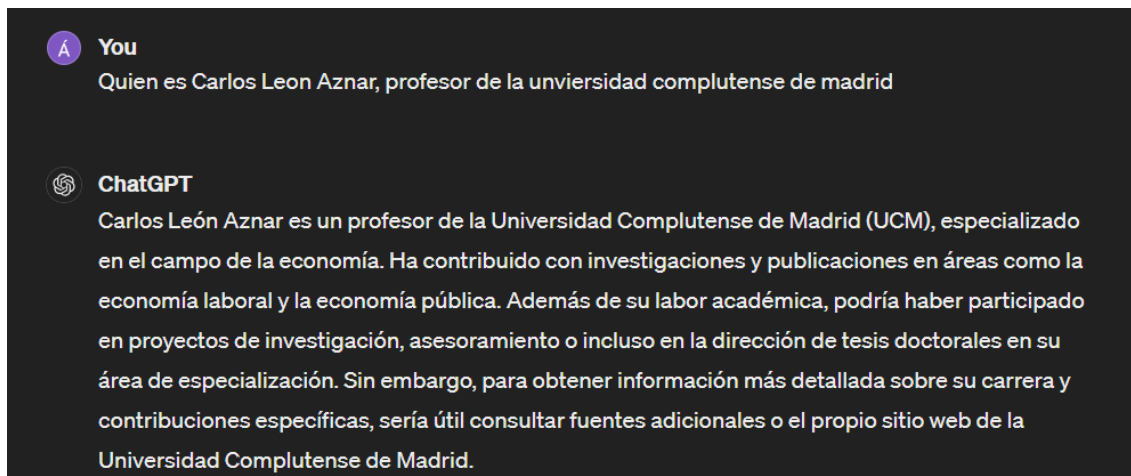 Á You
Quien es Carlos Leon Aznar, profesor de la unviersidad complutense de madrid
ChatGPT
Carlos León Aznar es un profesor de la Universidad Complutense de Madrid (UCM), especializado
en el campo de la economía. Ha contribuido con investigaciones y publicaciones en áreas como la
economía laboral y la economía pública. Además de su labor académica, podría haber participado
en proyectos de investigación, asesoramiento o incluso en la dirección de tesis doctorales en su
área de especialización. Sin embargo, para obtener información más detallada sobre su carrera y
contribuciones específicas, sería útil consultar fuentes adicionales o el propio sitio web de la
Universidad Complutense de Madrid.